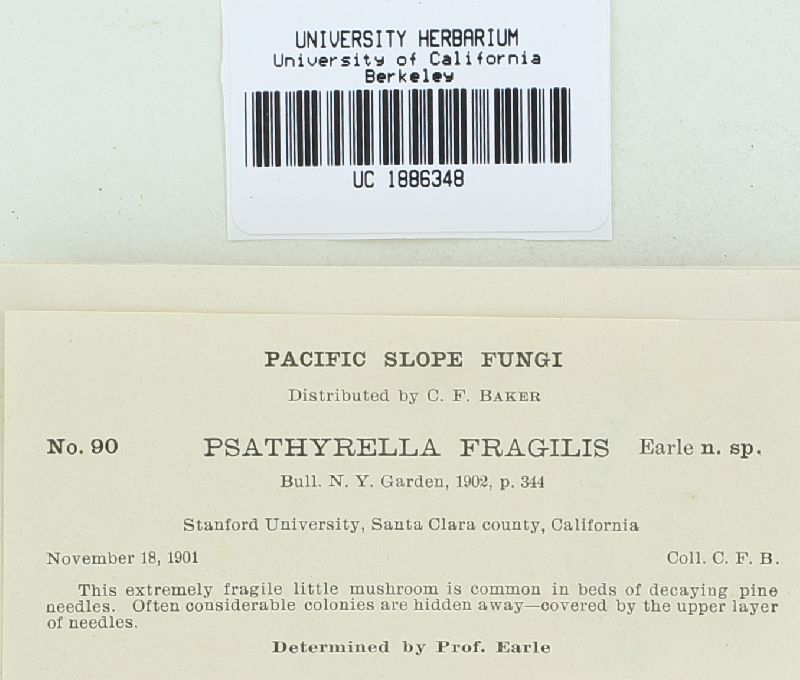 UNIVERSITY HERBARIUM
University of California
Berkeley
UC 1886348
PACIFIC SLOPE FUNGI
Distributed by C. F. BAKER
No. 90 PSATHYRELLA FRAGILIS Earle n. sp.
Bull. N. Y. Garden, 1902, p. 344
Stanford University, Santa Clara county, California
November 18, 1901 Coll. C. F. B.
This extremely fragile little mushroom is common in beds of decaying pine
needles. Often considerable colonies are hidden away—covered by the upper layer
of needles.
Determined by Prof. Earle